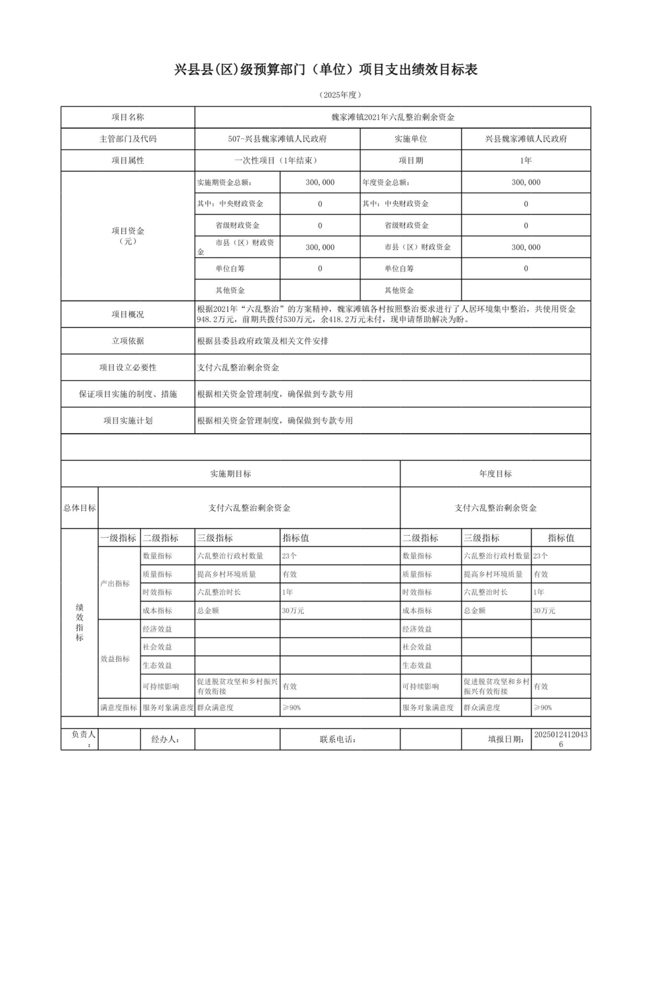 兴县县(区)级预算部门（单位）项目支出绩效目标表
（2025年度）
项目名称 魏家滩镇2021年六乱整治剩余资金
主管部门及代码 507-兴县魏家滩镇人民政府 实施单位 兴县魏家滩镇人民政府
项目属性 一次性项目（1年结束） 项目期 1年
项目资金
（元）
实施期资金总额： 300,000 年度资金总额： 300,000
其中：中央财政资金 0 其中：中央财政资金 0
省级财政资金 0 省级财政资金 0
市县（区）财政资
金 300,000 市县（区）财政资金 300,000
单位自筹 0 单位自筹 0
其他资金 其他资金
项目概况
根据2021年“六乱整治”的方案精神，魏家滩镇各村按照整治要求进行了人居环境集中整治，共使用资金
948.2万元，前期共拨付530万元，余418.2万元未付，现申请帮助解决为盼。
立项依据 根据县委县政府政策及相关文件安排
项目设立必要性 支付六乱整治剩余资金
保证项目实施的制度、措施 根据相关资金管理制度，确保做到专款专用
项目实施计划 根据相关资金管理制度，确保做到专款专用
实施期目标 年度目标
总体目标 支付六乱整治剩余资金 支付六乱整治剩余资金
绩
效
指
标
一级指标 二级指标 三级指标 指标值 二级指标 三级指标 指标值
产出指标
数量指标 六乱整治行政村数量 23个 数量指标 六乱整治行政村数量 23个
质量指标 提高乡村环境质量 有效 质量指标 提高乡村环境质量 有效
时效指标 六乱整治时长 1年 时效指标 六乱整治时长 1年
成本指标 总金额 30万元 成本指标 总金额 30万元
效益指标
经济效益 经济效益
社会效益 社会效益
生态效益 生态效益
可持续影响 促进脱贫攻坚和乡村振兴
有效衔接 有效 可持续影响 促进脱贫攻坚和乡村
振兴有效衔接 有效
满意度指标 服务对象满意度 群众满意度 ≥90% 服务对象满意度 群众满意度 ≥90%
负责人
： 经办人： 联系电话： 填报日期： 2025012412043
6